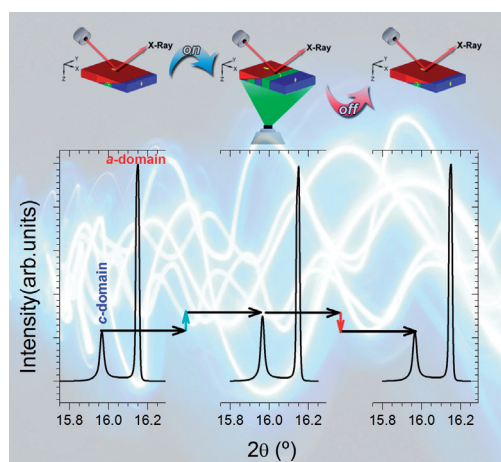 X-Ray
on
X-Ray
off
X-Ray
Y
X
Z
Y
X
Z
Y
X
Z
a-domain
c-domain
Intensity(arb.units)
15.8 16.0 16.2 15.8 16.0 16.2 15.8 16.0 16.2
2θ (º)